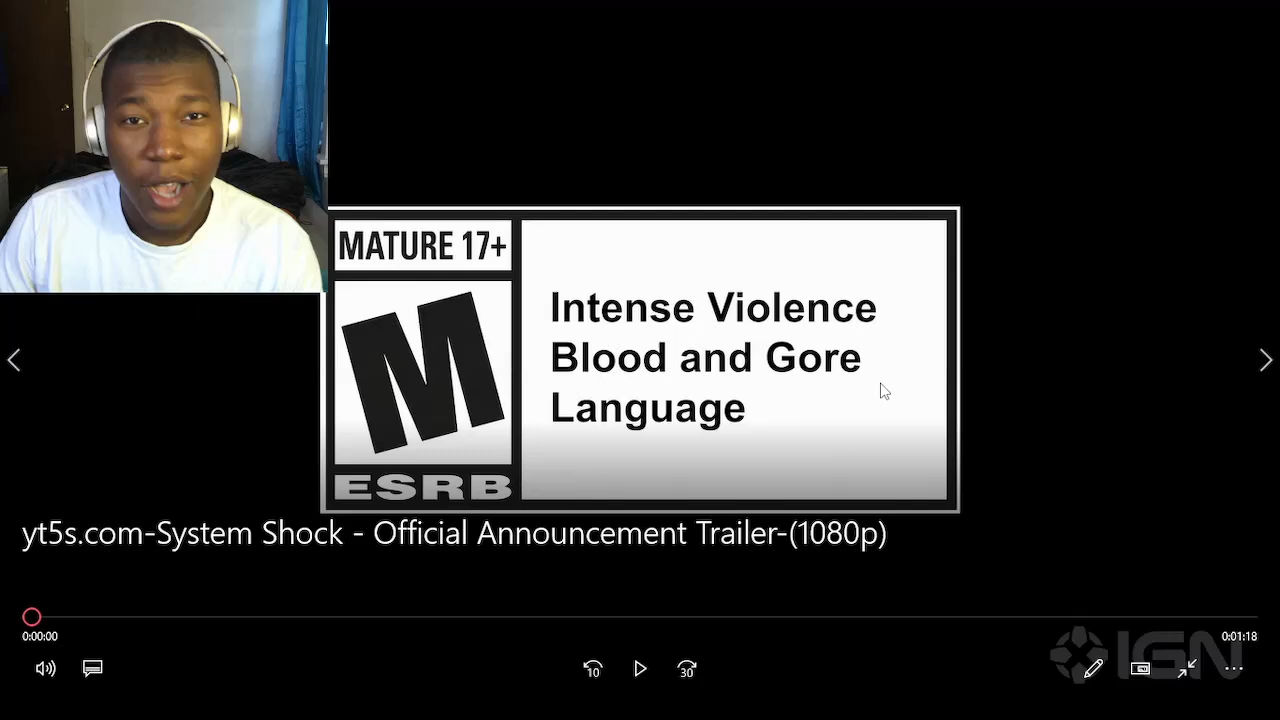 MATURE 17+
M
ESRB
Intense Violence
Blood and Gore
Language
yt5s.com-System Shock - Official Announcement Trailer-(1080p)
0:00:00
0:01:18
10
30
IGN